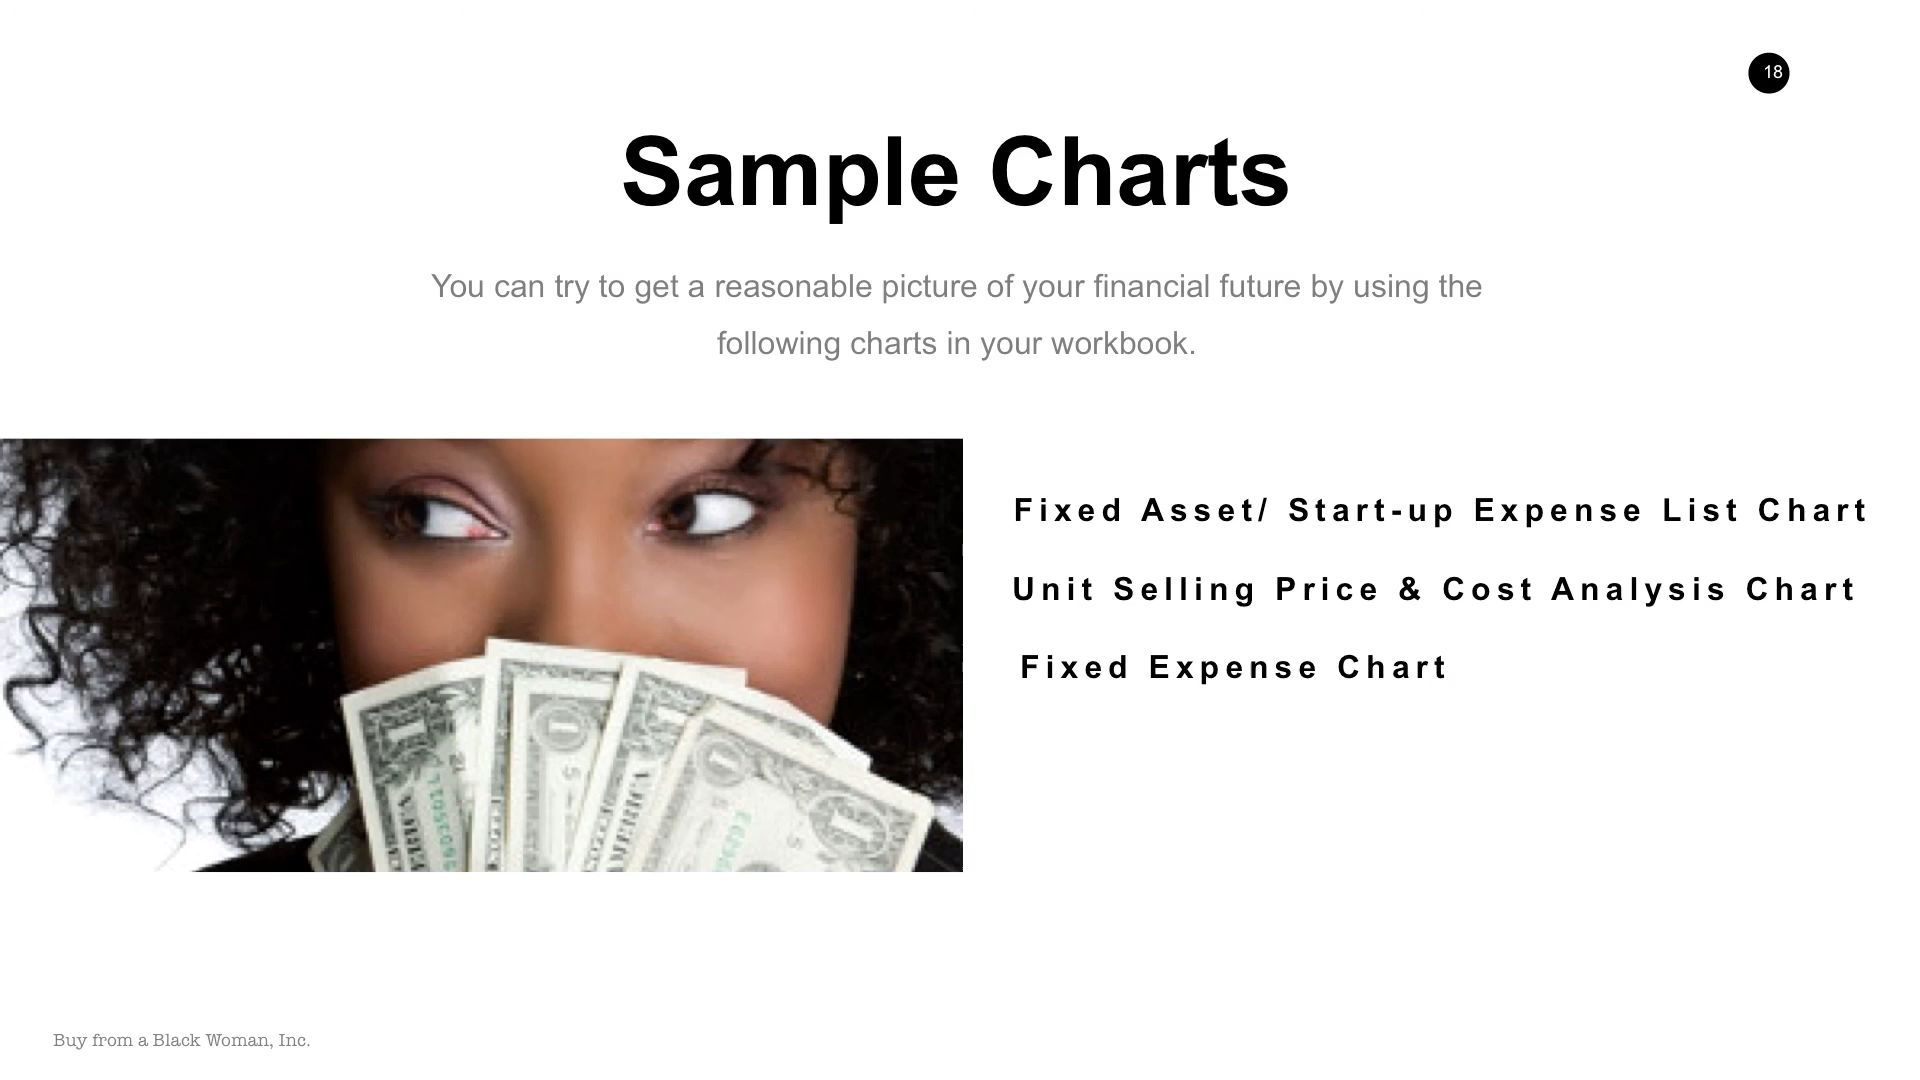 18
Sample Charts
You can try to get a reasonable picture of your financial future by using the
following charts in your workbook.
Fixed Asset/ Start-up Expense List Chart
Unit Selling Price & Cost Analysis Chart
Fixed Expense Chart
Buy from a Black Woman, Inc.